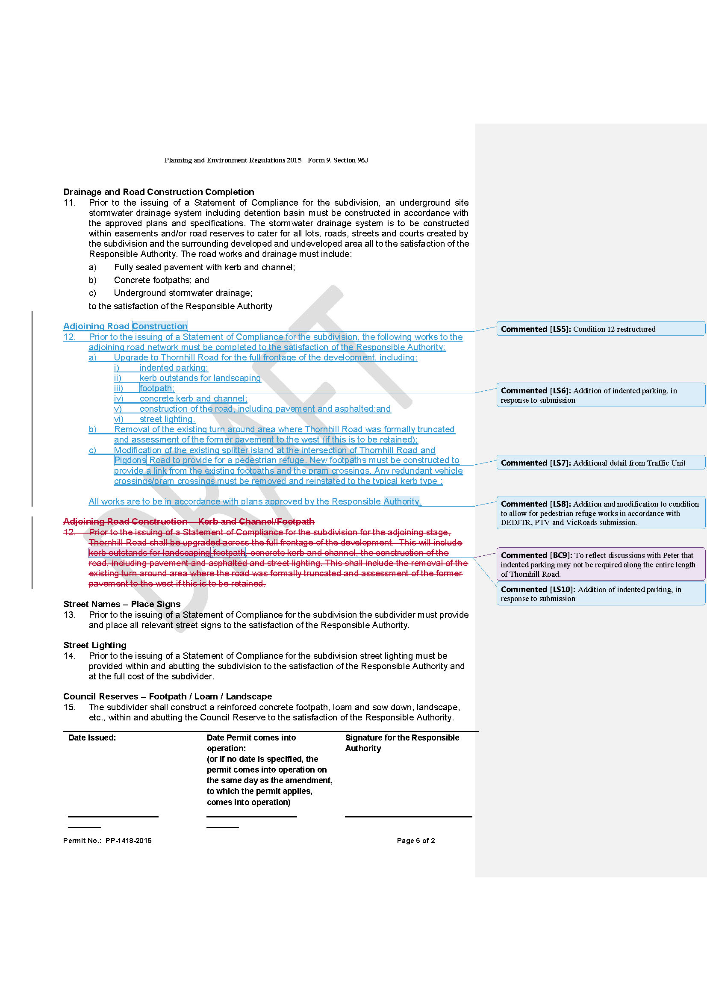 Planning and Environment Regulations 2015 - Form 9. Section 96J
Drainage and Road Construction Completion
11. Prior to the issuing of a Statement of Compliance for the subdivision, an underground site
stormwater drainage system including detention basin must be constructed in accordance with
the approved plans and specifications. The stormwater drainage system is to be constructed
within easements and/or road reserves to cater for all lots, roads, streets and courts created by
the subdivision and the surrounding developed and undeveloped area all to the satisfaction of the
Responsible Authority. The road works and drainage must include:
a) Fully sealed pavement with kerb and channel;
b) Concrete footpaths; and
c) Underground stormwater drainage;
to the satisfaction of the Responsible Authority
Adjoining Road Construction
12. Prior to the issuing of a Statement of Compliance for the subdivision, the following works to the
adjoining road network must be completed to the satisfaction of the Responsible Authority:
a) Upgrade to Thornhill Road for the full frontage of the development, including:
i) indented parking;
ii) kerb outstands for landscaping
iii) footpath;
iv) concrete kerb and channel;
v) construction of the road, including pavement and asphalted;and
vi) street lighting.
b) Removal of the existing turn around area where Thornhill Road was formally truncated
and assessment of the former pavement to the west (if this is to be retained);
c) Modification of the existing splitter island at the intersection of Thornhill Road and
Pigdons Road to provide for a pedestrian refuge. New footpaths must be constructed to
provide a link from the existing footpaths and the pram crossings. Any redundant vehicle
crossings/pram crossings must be removed and reinstated to the typical kerb type ;
All works are to be in accordance with plans approved by the Responsible Authority.
Adjoining Road Construction – Kerb and Channel/Footpath
12. Prior to the issuing of a Statement of Compliance for the subdivision for the adjoining stage,
Thornhill Road shall be upgraded across the full frontage of the development. This will include
kerb outstands for landscaping,footpath, concrete kerb and channel, the construction of the
road, including pavement and asphalted and street lighting. This shall include the removal of the
existing turn around area where the road was formally truncated and assessment of the former
pavement to the west if this is to be retained.
Street Names – Place Signs
13. Prior to the issuing of a Statement of Compliance for the subdivision the subdivider must provide
and place all relevant street signs to the satisfaction of the Responsible Authority.
Street Lighting
14. Prior to the issuing of a Statement of Compliance for the subdivision street lighting must be
provided within and abutting the subdivision to the satisfaction of the Responsible Authority and
at the full cost of the subdivider.
Council Reserves – Footpath / Loam / Landscape
15. The subdivider shall construct a reinforced concrete footpath, loam and sow down, landscape,
etc., within and abutting the Council Reserve to the satisfaction of the Responsible Authority.
Date Issued:
Date Permit comes into
operation:
(or if no date is specified, the
permit comes into operation on
the same day as the amendment,
to which the permit applies,
comes into operation)
Signature for the Responsible
Authority
Permit No.: PP-1418-2015
Page 5 of 2
Commented [LS5]: Condition 12 restructured
Commented [LS6]: Addition of indented parking, in
response to submission
Commented [LS7]: Additional detail from Traffic Unit
Commented [LS8]: Addition and modification to condition
to allow for pedestrian refuge works in accordance with
DEDJTR, PTV and VicRoads submission.
Commented [BC9]: To reflect discussions with Peter that
indented parking may not be required along the entire length
of Thornhill Road.
Commented [LS10]: Addition of indented parking, in
response to submission
DRAFT